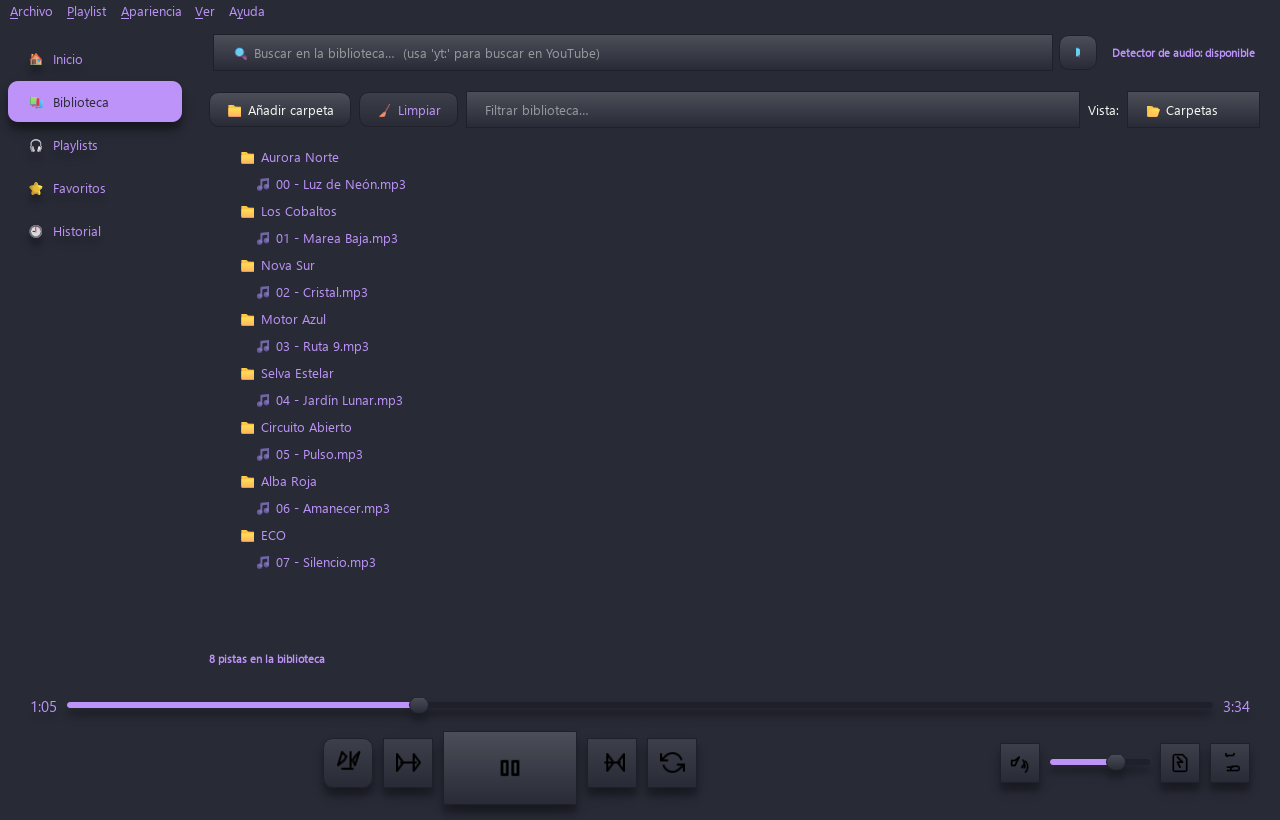 Archivo Playlist Apariencia Ver Ayuda
Buscar en la biblioteca... (usa 'yt:' para buscar en YouTube)
Detector de audio: disponible
Inicio
Biblioteca
Playlists
Favoritos
Historial
Añadir carpeta
Limpiar
Filtrar biblioteca...
Vista:
Carpetas
Aurora Norte
00 - Luz de Neón.mp3
Los Cobaltos
01 - Marea Baja.mp3
Nova Sur
02 - Cristal.mp3
Motor Azul
03 - Ruta 9.mp3
Selva Estelar
04 - Jardín Lunar.mp3
Circuito Abierto
05 - Pulso.mp3
Alba Roja
06 - Amanecer.mp3
ECO
07 - Silencio.mp3
8 pistas en la biblioteca
1:05
3:34